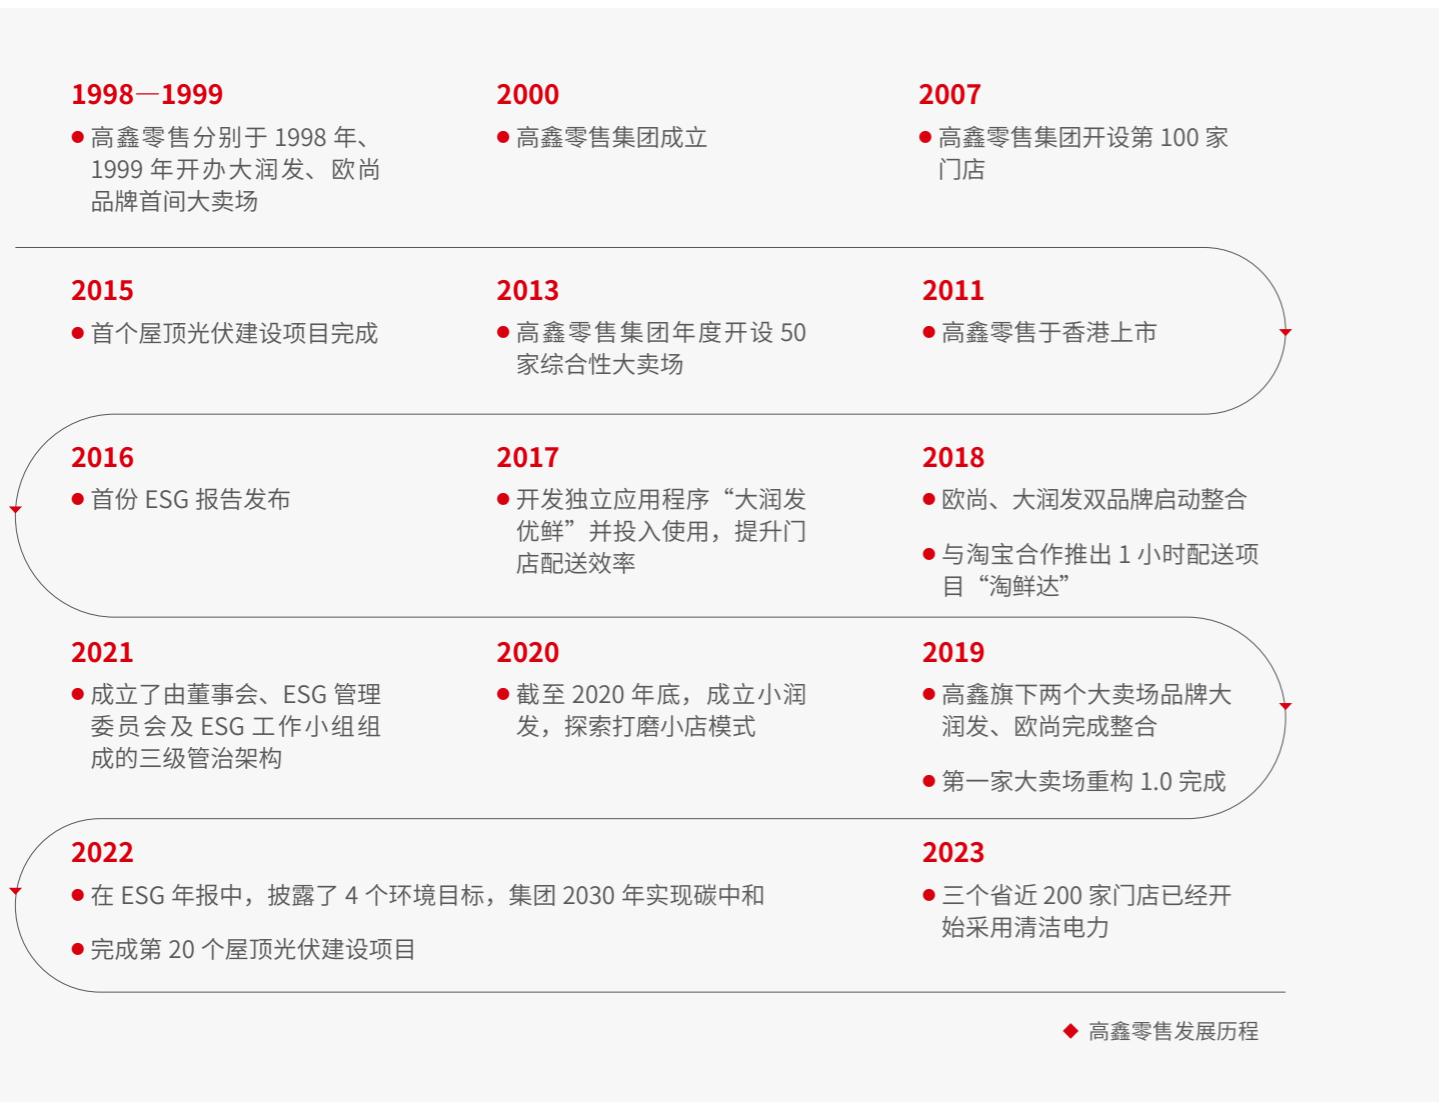 1998—1999
● 高鑫零售分别于 1998 年、
1999 年开办大润发、欧尚
品牌首间大卖场
2000
● 高鑫零售集团成立
2007
● 高鑫零售集团开设第 100 家
门店
2011
● 高鑫零售于香港上市
2013
● 高鑫零售集团年度开设 50
家综合性大卖场
2015
● 首个屋顶光伏建设项目完成
2016
● 首份 ESG 报告发布
2017
● 开发独立应用程序“大润发
优鲜”并投入使用，提升门
店配送效率
2018
● 欧尚、大润发双品牌启动整合
● 与淘宝合作推出 1 小时配送项
目“淘鲜达”
2019
● 高鑫旗下两个大卖场品牌大
润发、欧尚完成整合
● 第一家大卖场重构 1.0 完成
2020
● 截至 2020 年底，成立小润
发，探索打磨小店模式
2021
● 成立了由董事会、ESG 管理
委员会及 ESG 工作小组组
成的三级管治架构
2022
● 在 ESG 年报中，披露了 4 个环境目标，集团 2030 年实现碳中和
● 完成第 20 个屋顶光伏建设项目
2023
● 三个省近 200 家门店已经开
始采用清洁电力
◆ 高鑫零售发展历程